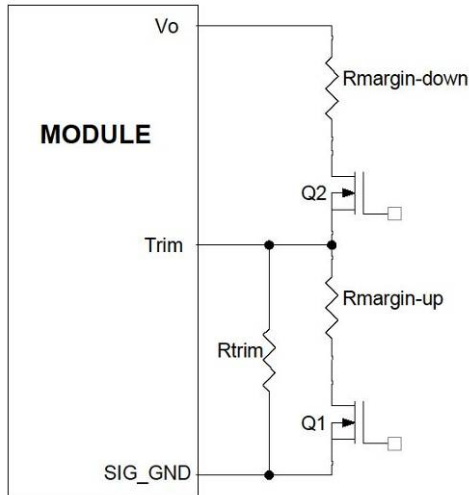 Vo
Rmargin-down
MODULE
Q2
Trim
Rmargin-up
Rtrim
Q1
SIG_GND